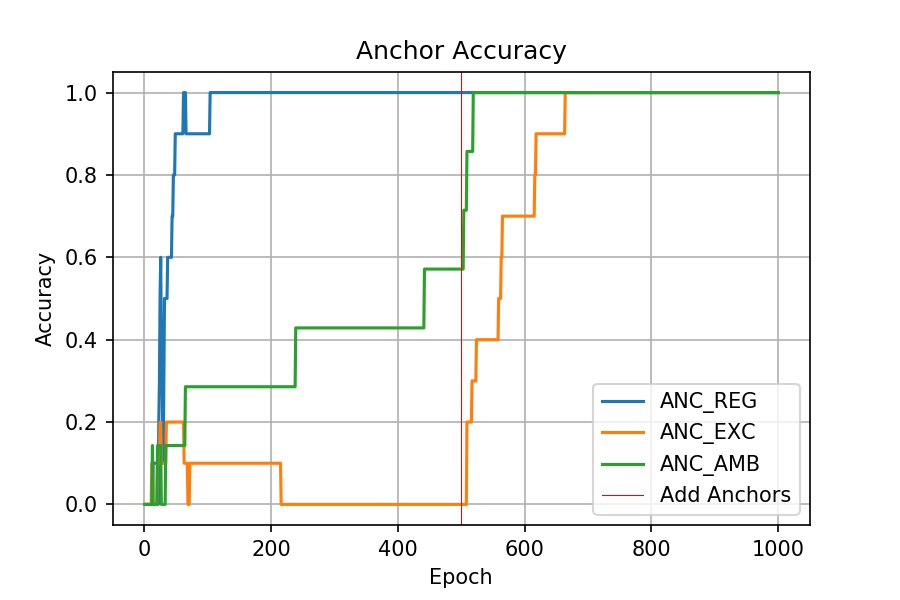 Anchor Accuracy
Accuracy
1.0
0.8
0.6
0.4
0.2
0.0
ANC_REG
ANC_EXC
ANC_AMB
Add Anchors
0 200 400 600 800 1000
Epoch